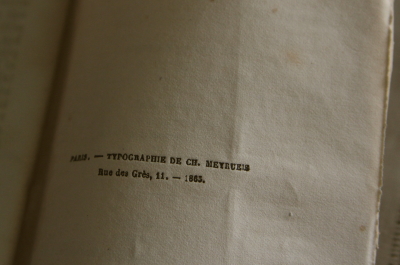 PARIS. — TYPOGRAPHIE DE CH. MEYRUEIS
Rue des Grès, 11. — 1863.